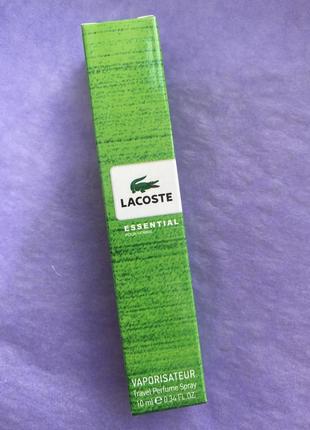 LACOSTE
ESSENTIAL
POUR HOMME
VAPORISATEUR
Travel Perfume Spray
10 ml ℮ 0.34 FL.OZ.